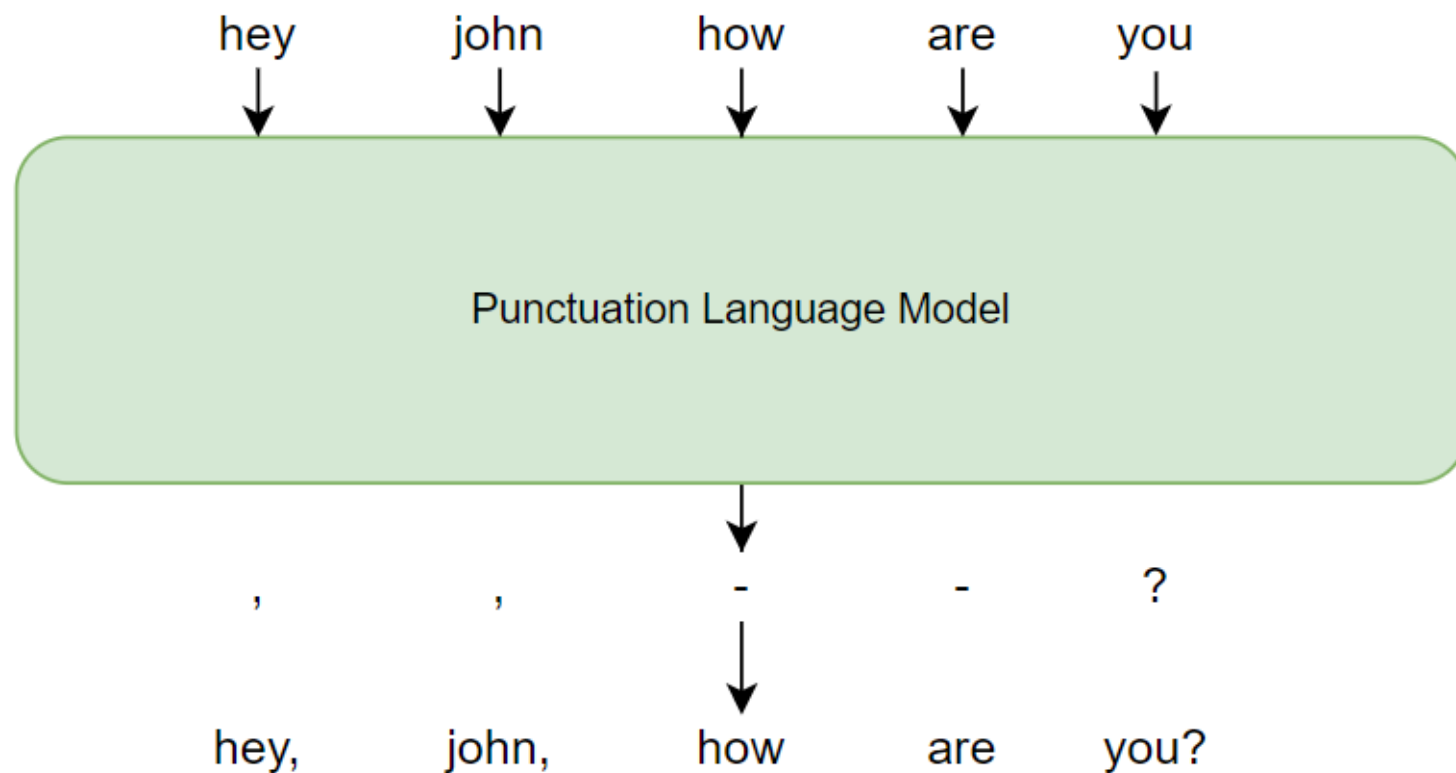 hey john how are you
Punctuation Language Model
, , - - ?
hey, john, how are you?